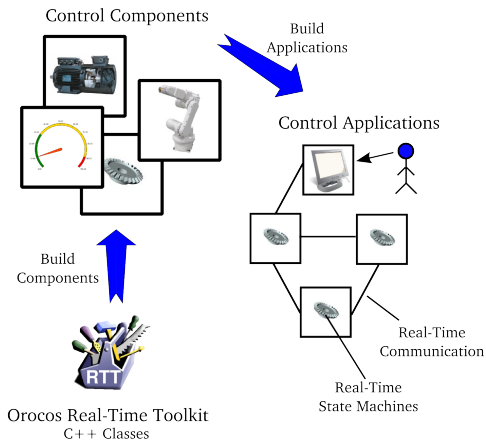 Control Components
Build
Applications
Control Applications
Build
Components
Real-Time
Communication
RTT
Real-Time
State Machines
Orocos Real-Time Toolkit
C++ Classes